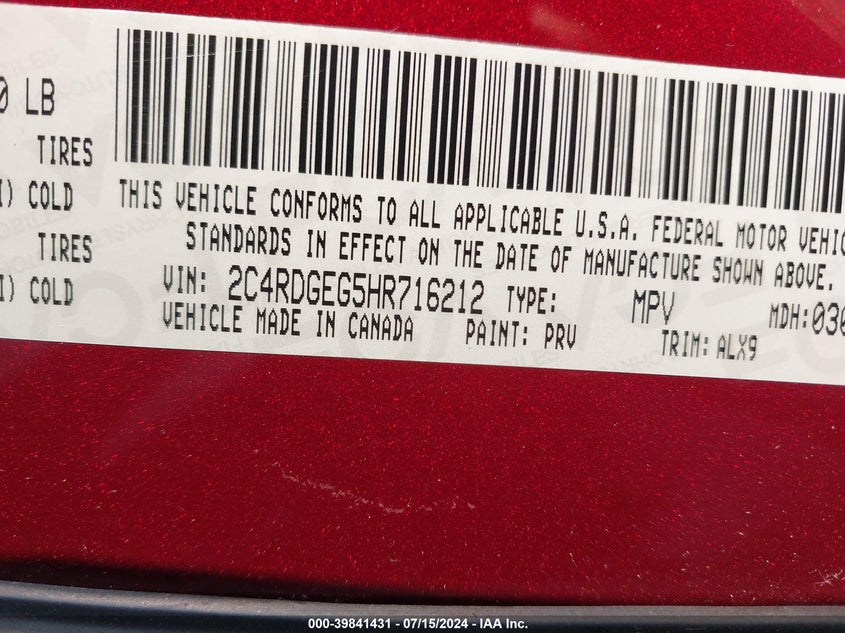 0 LB
TIRES
I) COLD
TIRES
I) COLD
THIS VEHICLE CONFORMS TO ALL APPLICABLE U.S.A. FEDERAL MOTOR VEHIC
STANDARDS IN EFFECT ON THE DATE OF MANUFACTURE SHOWN ABOVE.
VIN: 2C4RDGEG5HR716212 TYPE: MPV MDH:030
VEHICLE MADE IN CANADA PAINT: PRV TRIM: ALX9
000-39841431 - 07/15/2024 - IAA Inc.